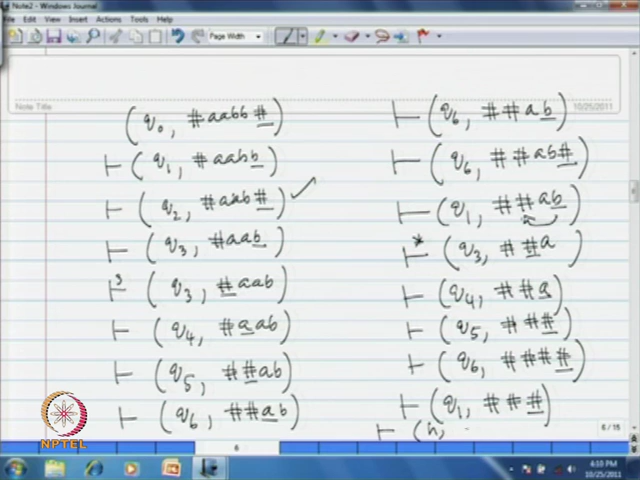 Note2 - Windows Journal
File Edit View Insert Actions Tools Help
Page Width
Note Title
10/25/2011
(q₀, #aabb#)
⊢ (q₁, #aabb)
⊢ (q₂, #aab#) ✓
⊢ (q₃, #aab)
⊢³ (q₃, #aab)
⊢ (q₄, #aab)
⊢ (q₅, ##ab)
⊢ (q₆, ##ab)
⊢ (q₆, ##ab)
⊢ (q₆, ##ab#)
⊢ (q₁, ##ab)
⊢* (q₃, ##a)
⊢ (q₄, ##a)
⊢ (q₅, ###)
⊢ (q₆, ####)
⊢ (q₁, ###)
⊢ (h,
NPTEL
6
6/15
4:10 PM
10/25/2011